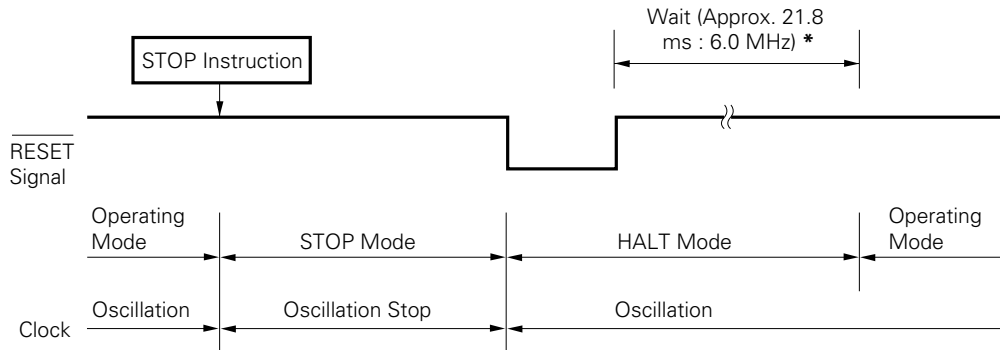 Wait (Approx. 21.8
ms : 6.0 MHz) *
STOP Instruction
RESET
Signal
Operating
Mode
STOP Mode
HALT Mode
Operating
Mode
Clock
Oscillation
Oscillation Stop
Oscillation